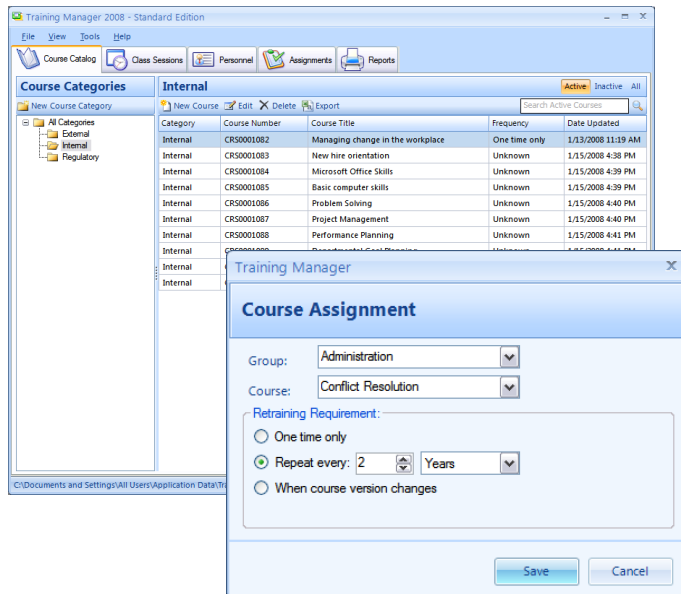 Training Manager 2008 - Standard Edition
File View Tools Help
Course Catalog Class Sessions Personnel Assignments Reports
Course Categories Internal Active Inactive All
New Course Category New Course Edit Delete Export Search Active Courses
All Categories
External
Internal
Regulatory
Category Course Number Course Title Frequency Date Updated
Internal CRS0001082 Managing change in the workplace One time only 1/13/2008 11:19 AM
Internal CRS0001083 New hire orientation Unknown 1/15/2008 4:38 PM
Internal CRS0001084 Microsoft Office Skills Unknown 1/15/2008 4:39 PM
Internal CRS0001085 Basic computer skills Unknown 1/15/2008 4:39 PM
Internal CRS0001086 Problem Solving Unknown 1/15/2008 4:40 PM
Internal CRS0001087 Project Management Unknown 1/15/2008 4:40 PM
Internal CRS0001088 Performance Planning Unknown 1/15/2008 4:41 PM
Internal
Internal
Internal
C:\Documents and Settings\All Users\Application Data\Tra
Training Manager
Course Assignment
Group: Administration
Course: Conflict Resolution
Retraining Requirement:
One time only
Repeat every: 2 Years
When course version changes
Save Cancel